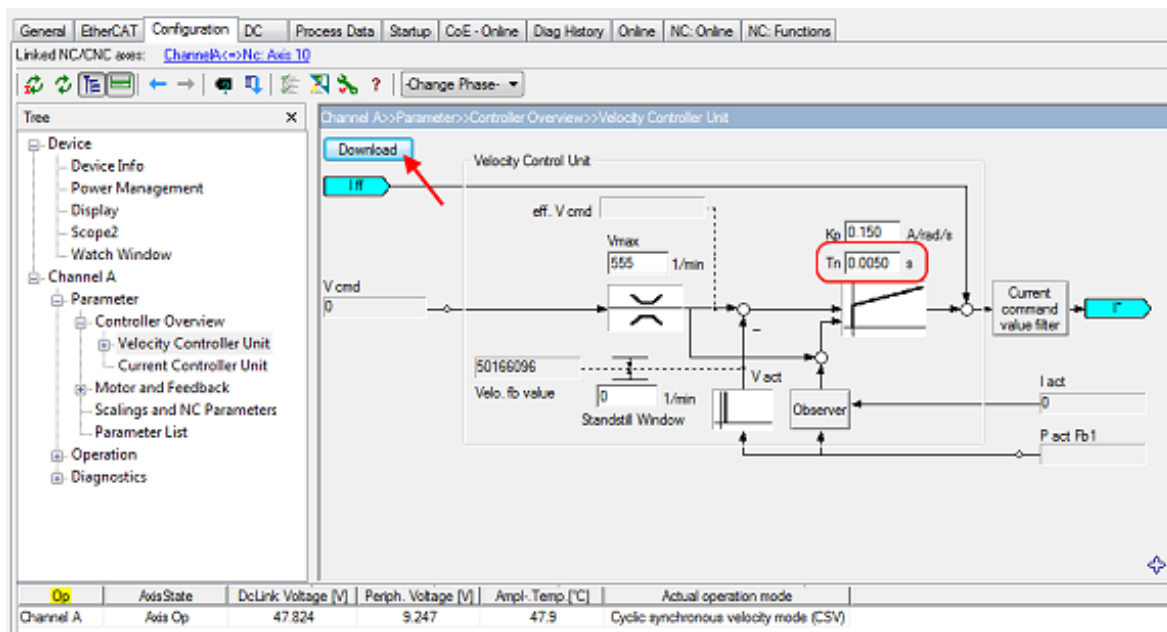 General EtherCAT Configuration DC Process Data Startup CoE - Online Diag History Online NC: Online NC: Functions
Linked NC/CNC axes: ChannelA<=>Nc: Axis 10
-Change Phase-
Tree X
Channel A>>Parameter>>Controller Overview>>Velocity Controller Unit
Device
Device Info
Power Management
Display
Scope2
Watch Window
Channel A
Parameter
Controller Overview
Velocity Controller Unit
Current Controller Unit
Motor and Feedback
Scalings and NC Parameters
Parameter List
Operation
Diagnostics
Download
Velocity Control Unit
I ff
eff. V cmd
Kp 0.150 A/rad/s
Vmax
555 1/min
Tn 0.0050 s
V cmd
0
Current
command
value filter
I*
50166096
Velo. fb value
0 1/min
Standstill Window
V act
Observer
I act
0
P act Fb1
Op AxisState DcLink Voltage [V] Periph. Voltage [V] Ampl-.Temp.[°C] Actual operation mode
Channel A Axis Op 47.824 9.247 47.9 Cyclic synchronous velocity mode (CSV)